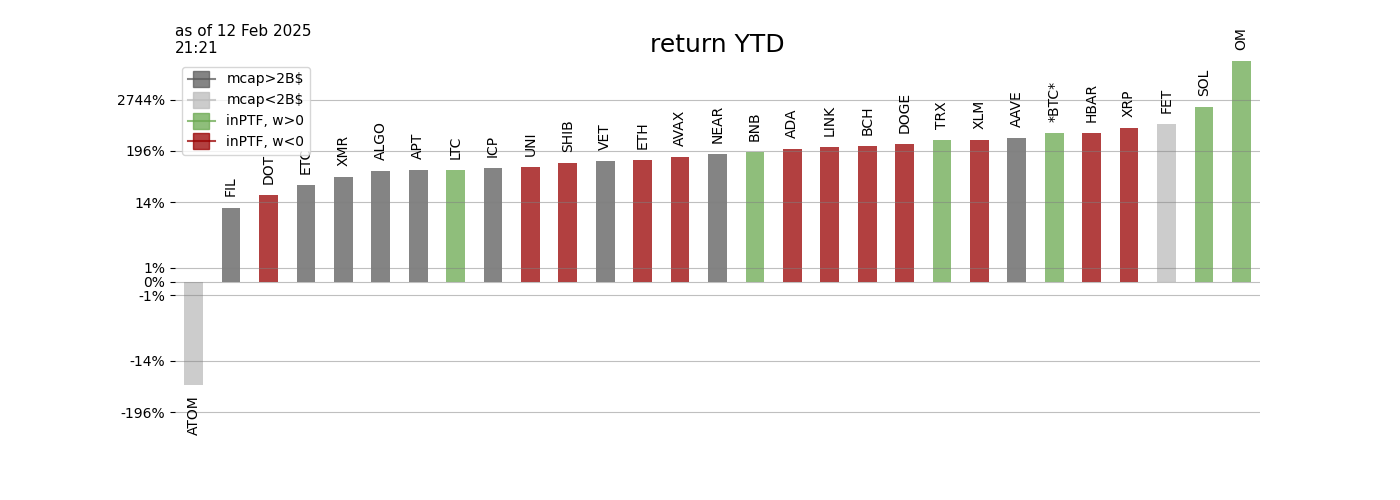 as of 12 Feb 2025
21:21
return YTD
mcap>2B$
mcap<2B$
inPTF, w>0
inPTF, w<0
2744%
196%
14%
1%
0%
-1%
-14%
-196%
ATOM
FIL
DOT
ETC
XMR
ALGO
APT
LTC
ICP
UNI
SHIB
VET
ETH
AVAX
NEAR
BNB
ADA
LINK
BCH
DOGE
TRX
XLM
AAVE
*BTC*
HBAR
XRP
FET
SOL
OM